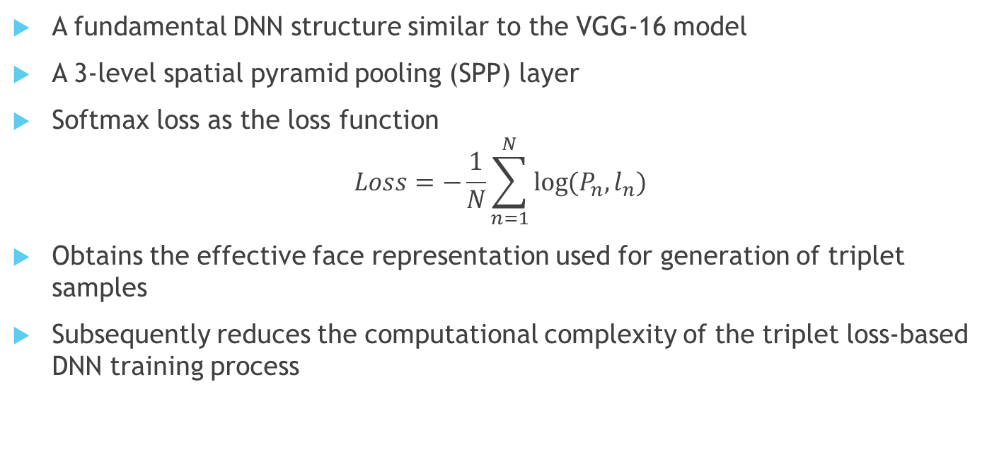 ▶ A fundamental DNN structure similar to the VGG-16 model
▶ A 3-level spatial pyramid pooling (SPP) layer
▶ Softmax loss as the loss function
$Loss = -\frac{1}{N}\sum_{n=1}^{N}\log(P_n, l_n)$
▶ Obtains the effective face representation used for generation of triplet
samples
▶ Subsequently reduces the computational complexity of the triplet loss-based
DNN training process